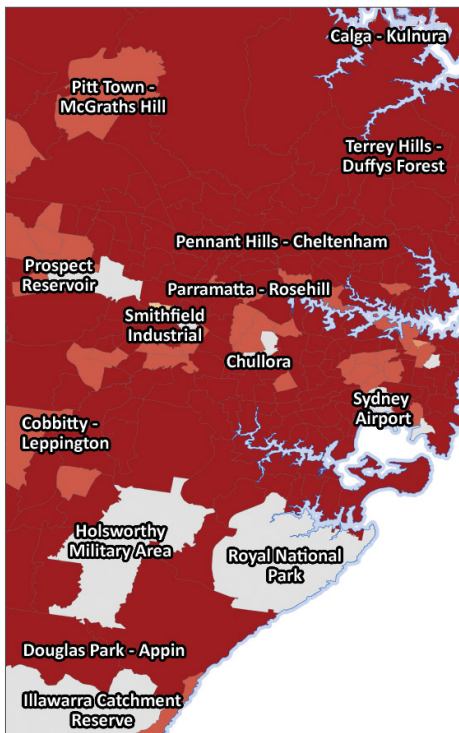 Calga - Kulnura
Pitt Town -
McGraths Hill
Terrey Hills -
Duffys Forest
Pennant Hills - Cheltenham
Prospect
Reservoir
Parramatta - Rosehill
Smithfield
Industrial
Chullora
Sydney
Airport
Cobbitty -
Leppington
Holsworthy
Military Area
Royal National
Park
Douglas Park - Appin
Illawarra Catchment
Reserve